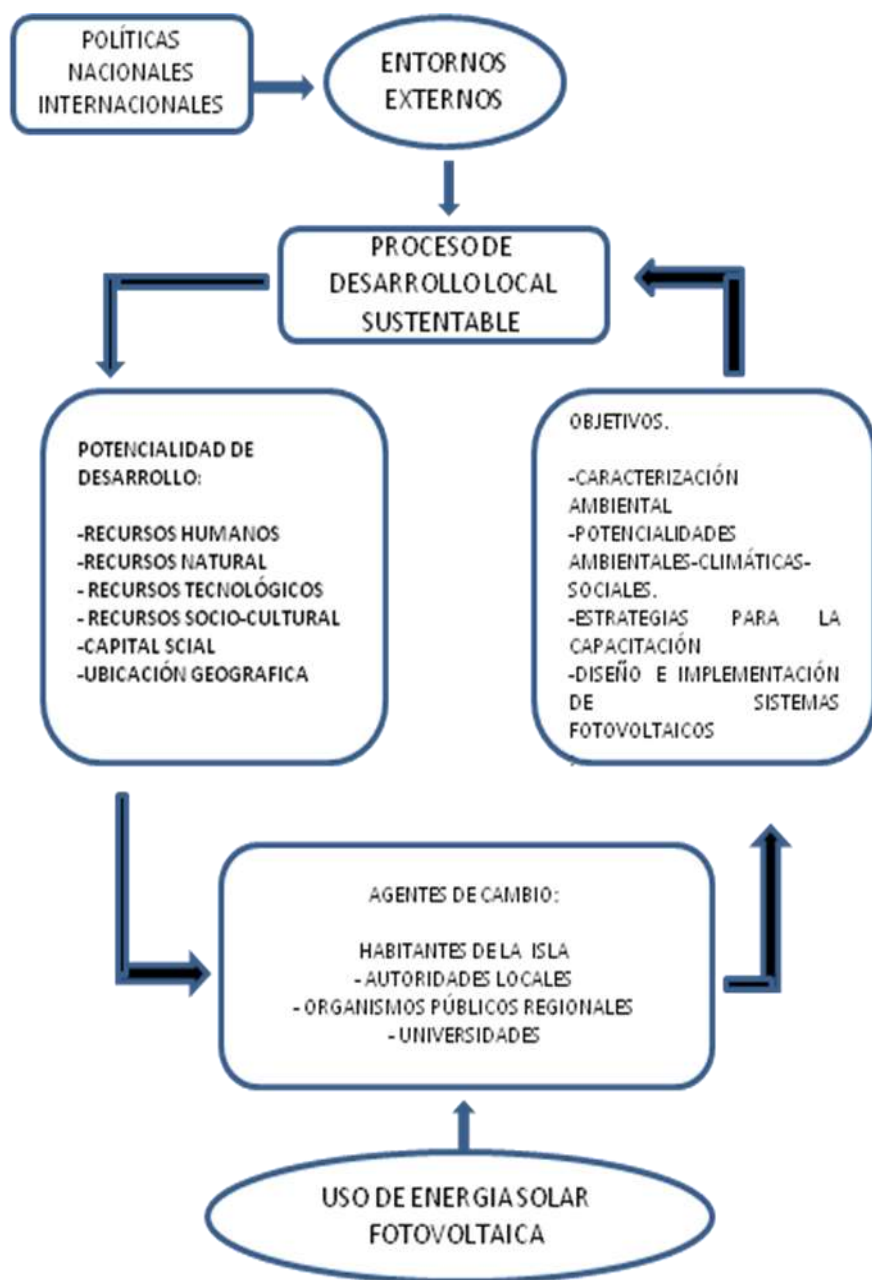 POLÍTICAS
NACIONALES
INTERNACIONALES
ENTORNOS
EXTERNOS
PROCESO DE
DESARROLLO LOCAL
SUSTENTABLE
POTENCIALIDAD DE
DESARROLLO:
-RECURSOS HUMANOS
-RECURSOS NATURAL
- RECURSOS TECNOLÓGICOS
- RECURSOS SOCIO-CULTURAL
-CAPITAL SCIAL
-UBICACIÓN GEOGRAFICA
OBJETIVOS.
-CARACTERIZACIÓN
AMBIENTAL
-POTENCIALIDADES
AMBIENTALES-CLIMÁTICAS-
SOCIALES.
-ESTRATEGIAS PARA LA
CAPACITACIÓN
-DISEÑO E IMPLEMENTACIÓN
DE SISTEMAS
FOTOVOLTAICOS
AGENTES DE CAMBIO:
HABITANTES DE LA ISLA
- AUTORIDADES LOCALES
- ORGANISMOS PÚBLICOS REGIONALES
- UNIVERSIDADES
USO DE ENERGIA SOLAR
FOTOVOLTAICA